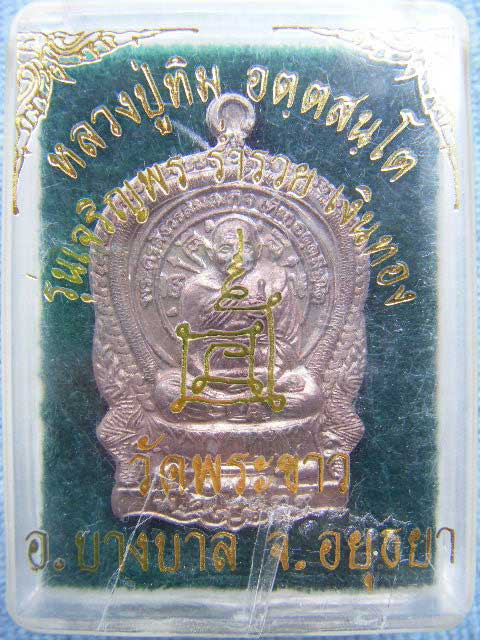 หลวงปู่ทิม อตฺตสนฺโต
รุ่นเจริญพร ร่ำรวย เงินทอง
วัดพระขาว
อ. บางบาล จ. อยุธยา